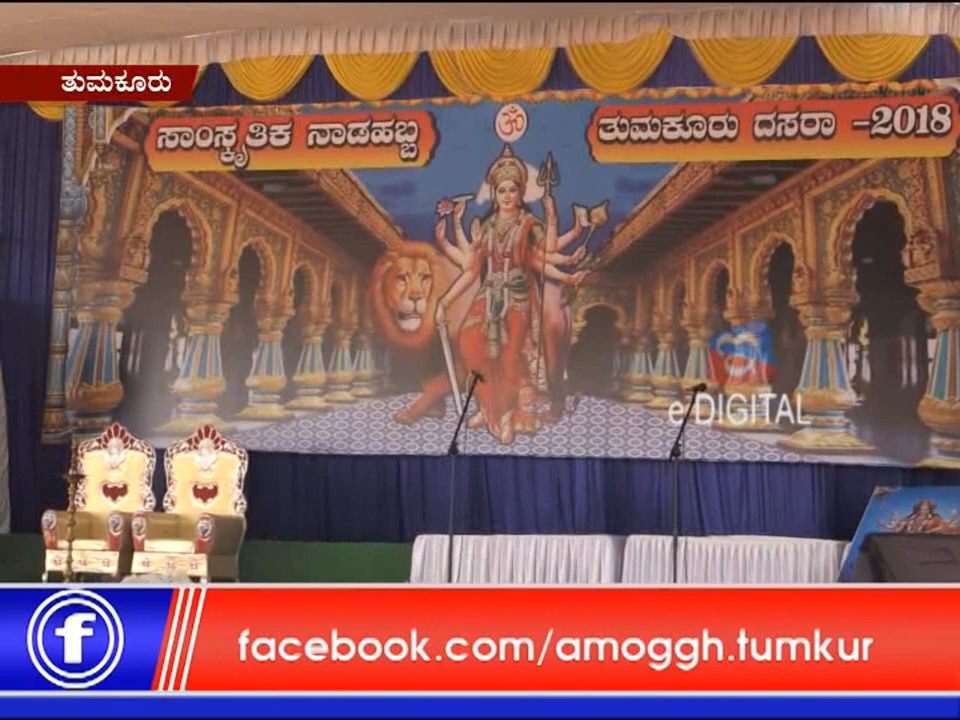 ತುಮಕೂರು
ಸಾಂಸ್ಕೃತಿಕ ನಾಡಹಬ್ಬ
ॐ
ತುಮಕೂರು ದಸರಾ -2018
e DIGITAL
f
facebook.com/amoggh.tumkur